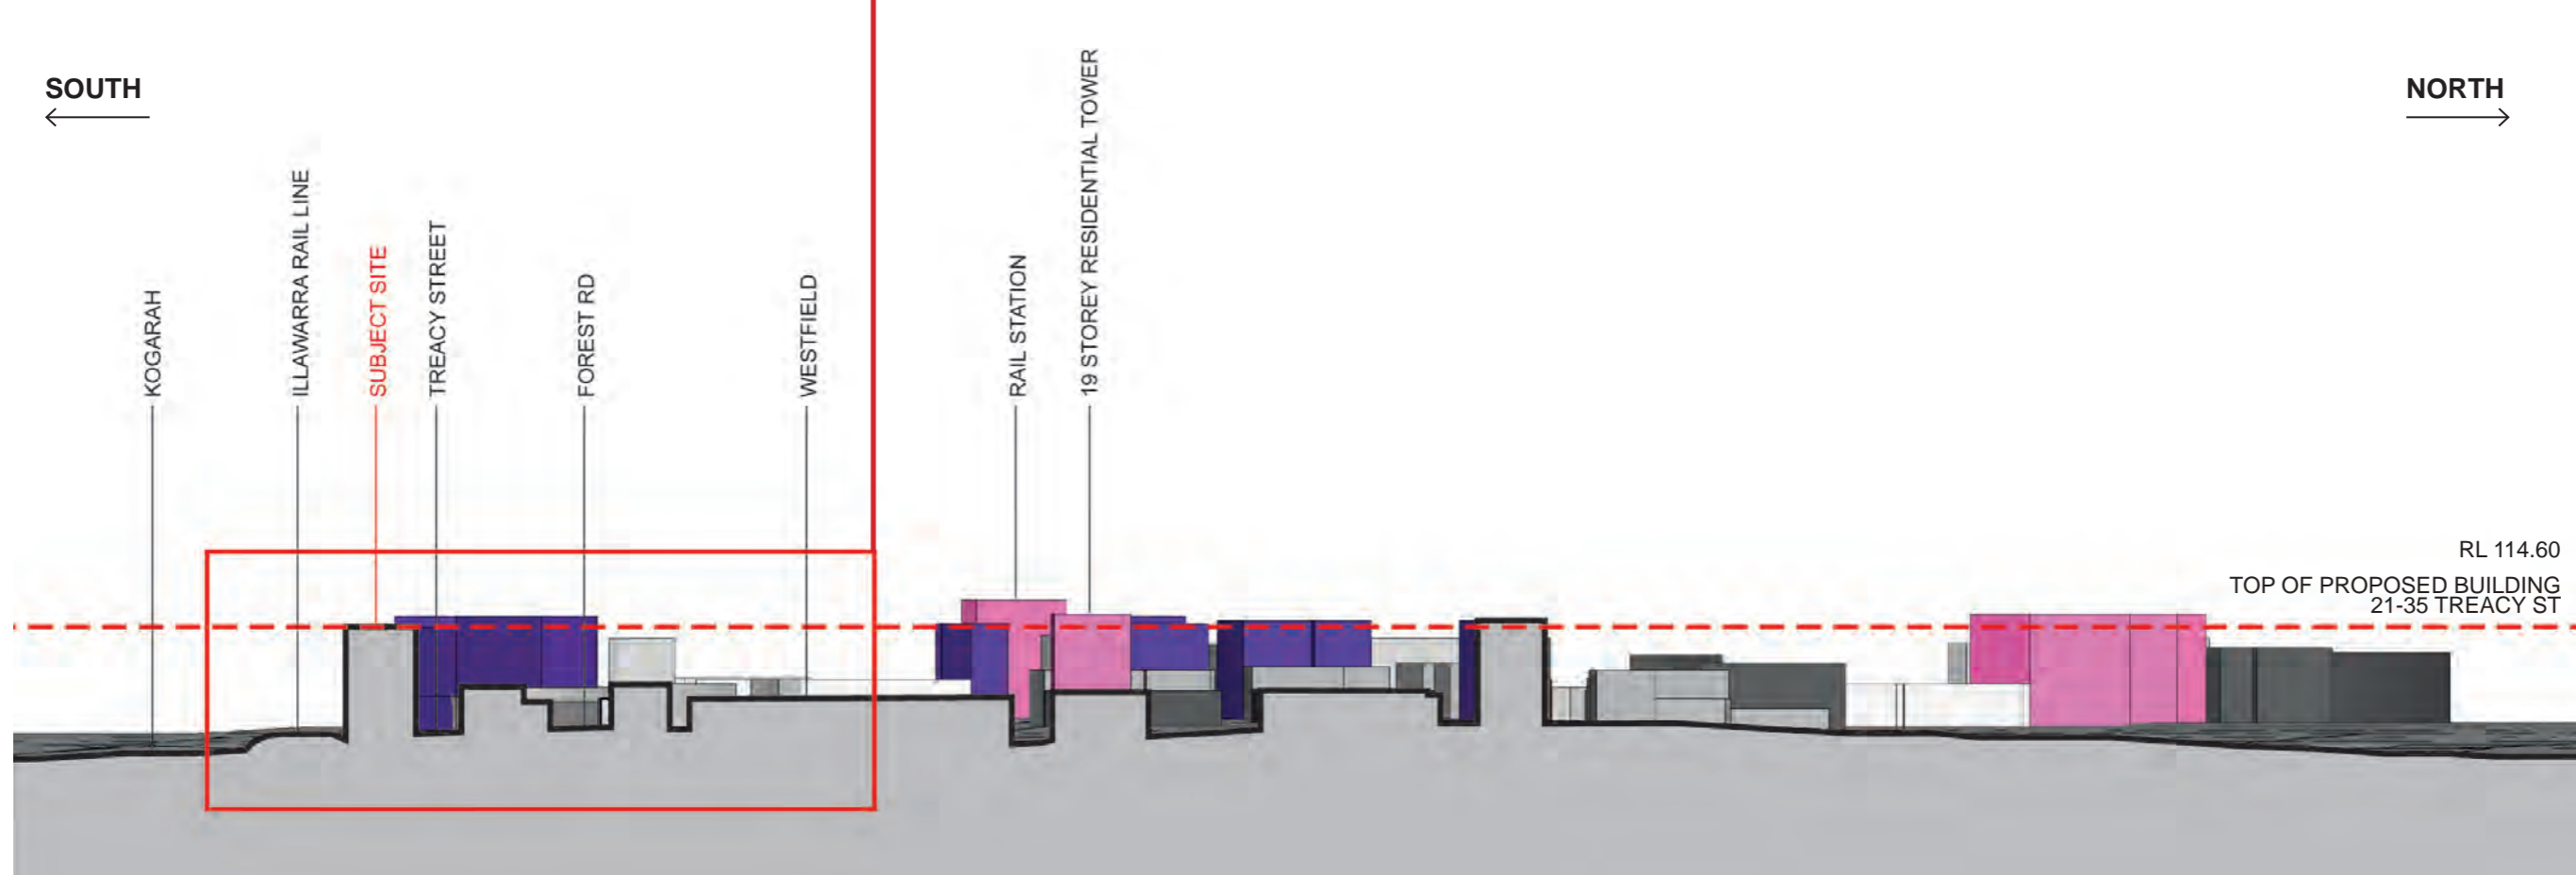 SOUTH
NORTH
KOGARAH
ILLAWARRA RAIL LINE
SUBJECT SITE
TREACY STREET
FOREST RD
WESTFIELD
RAIL STATION
19 STOREY RESIDENTIAL TOWER
RL 114.60
TOP OF PROPOSED BUILDING
21-35 TREACY ST